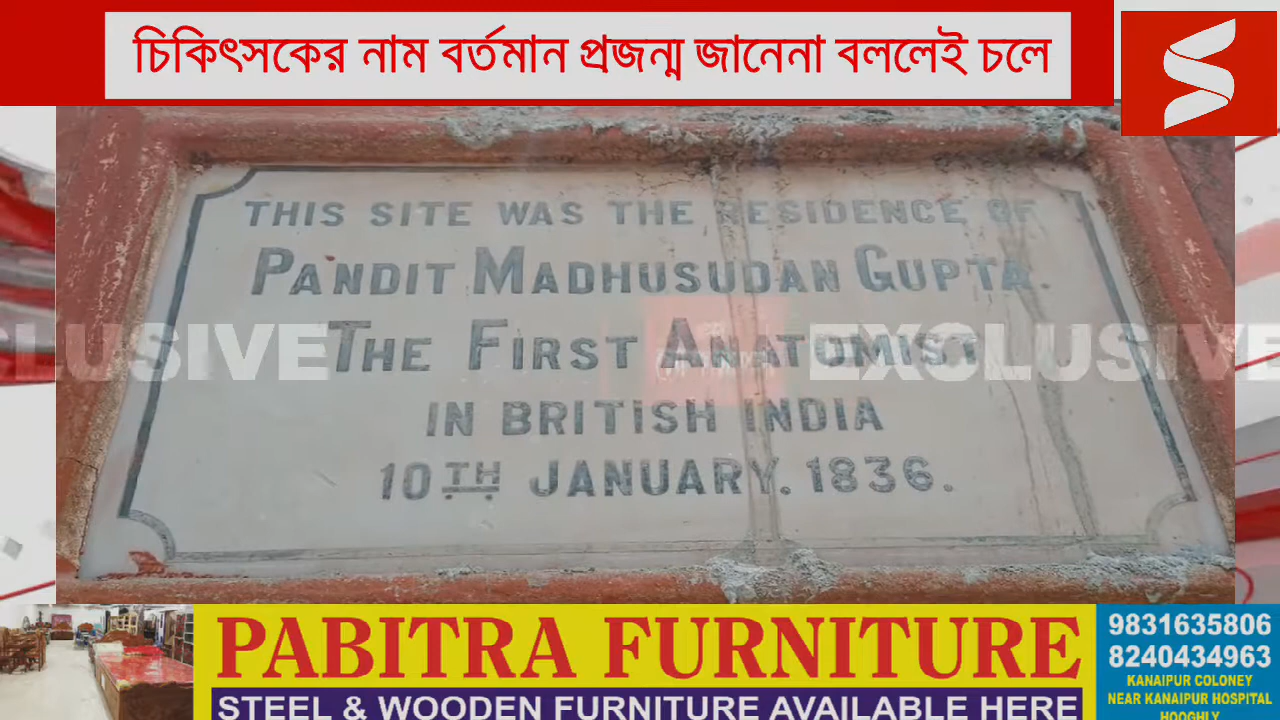 চিকিৎসকের নাম বর্তমান প্রজন্ম জানেনা বললেই চলে
THIS SITE WAS THE RESIDENCE OF
PANDIT MADHUSUDAN GUPTA.
THE FIRST ANATOMIST
CLUSIVE EXCLUSIVE
IN BRITISH INDIA
10TH JANUARY. 1836.
PABITRA FURNITURE
STEEL & WOODEN FURNITURE AVAILABLE HERE
9831635806
8240434963
KANAIPUR COLONEY
NEAR KANAIPUR HOSPITAL
HOOGHLY